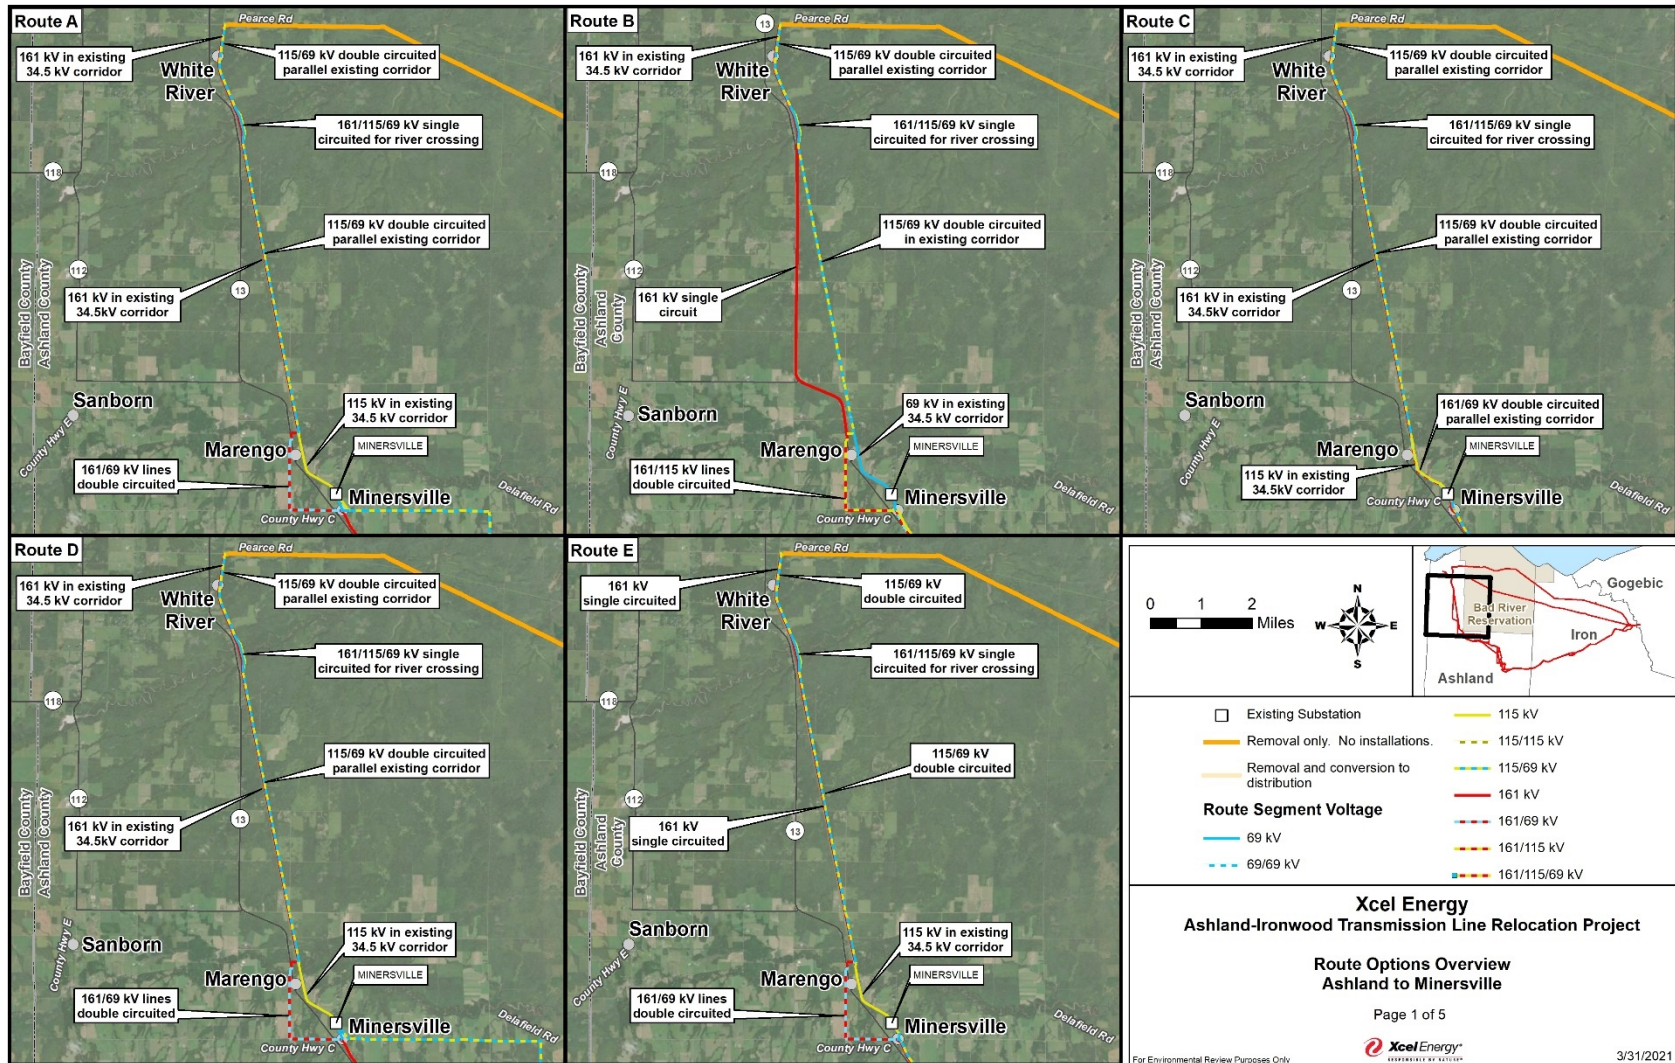 Route A
Pearce Rd
161 kV in existing
34.5 kV corridor
115/69 kV double circuited
parallel existing corridor
White
River
161/115/69 kV single
circuited for river crossing
118
115/69 kV double circuited
parallel existing corridor
112
Bayfield County
Ashland County
161 kV in existing
34.5kV corridor
13
Sanborn
County Hwy E
115 kV in existing
34.5 kV corridor
Marengo
MINERSVILLE
161/69 kV lines
double circuited
Minersville
County Hwy C
Delafield Rd
Route B
13
Pearce Rd
161 kV in existing
34.5 kV corridor
115/69 kV double circuited
parallel existing corridor
White
River
161/115/69 kV single
circuited for river crossing
118
115/69 kV double circuited
in existing corridor
112
Bayfield County
Ashland
County
161 kV single
circuit
Sanborn
County Hwy E
69 kV in existing
34.5 kV corridor
Marengo
MINERSVILLE
161/115 kV lines
double circuited
Minersville
County Hwy C
Delafield Rd
Route C
Pearce Rd
161 kV in existing
34.5 kV corridor
115/69 kV double circuited
parallel existing corridor
White
River
161/115/69 kV single
circuited for river crossing
118
115/69 kV double circuited
parallel existing corridor
112
Bayfield County
Ashland County
161 kV in existing
34.5kV corridor
13
Sanborn
County Hwy E
161/69 kV double circuited
parallel existing corridor
Marengo
MINERSVILLE
115 kV in existing
34.5kV corridor
Minersville
County Hwy C
Delafield Rd
Route D
Pearce Rd
161 kV in existing
34.5 kV corridor
115/69 kV double circuited
parallel existing corridor
White
River
161/115/69 kV single
circuited for river crossing
118
115/69 kV double circuited
parallel existing corridor
112
Bayfield County
Ashland County
161 kV in existing
34.5kV corridor
13
Sanborn
County Hwy E
115 kV in existing
34.5 kV corridor
Marengo
MINERSVILLE
161/69 kV lines
double circuited
Minersville
County Hwy C
Delafield Rd
Route E
Pearce Rd
161 kV
single circuited
115/69 kV
double circuited
White
River
161/115/69 kV single
circuited for river crossing
118
115/69 kV
double circuited
112
Bayfield County
Ashland
County
161 kV
single circuited
13
Sanborn
County Hwy E
115 kV in existing
34.5 kV corridor
Marengo
MINERSVILLE
161/69 kV lines
double circuited
Minersville
County Hwy C
Delafield Rd
0 1 2
Miles
N
W E
S
Gogebic
Bad River
Reservation
Iron
Ashland
Existing Substation
Removal only. No installations.
Removal and conversion to
distribution
Route Segment Voltage
69 kV
69/69 kV
115 kV
115/115 kV
115/69 kV
161 kV
161/69 kV
161/115 kV
161/115/69 kV
Xcel Energy
Ashland-Ironwood Transmission Line Relocation Project
Route Options Overview
Ashland to Minersville
Page 1 of 5
Xcel Energy®
RESPONSIBLE BY NATURE®
For Environmental Review Purposes Only
3/31/2021